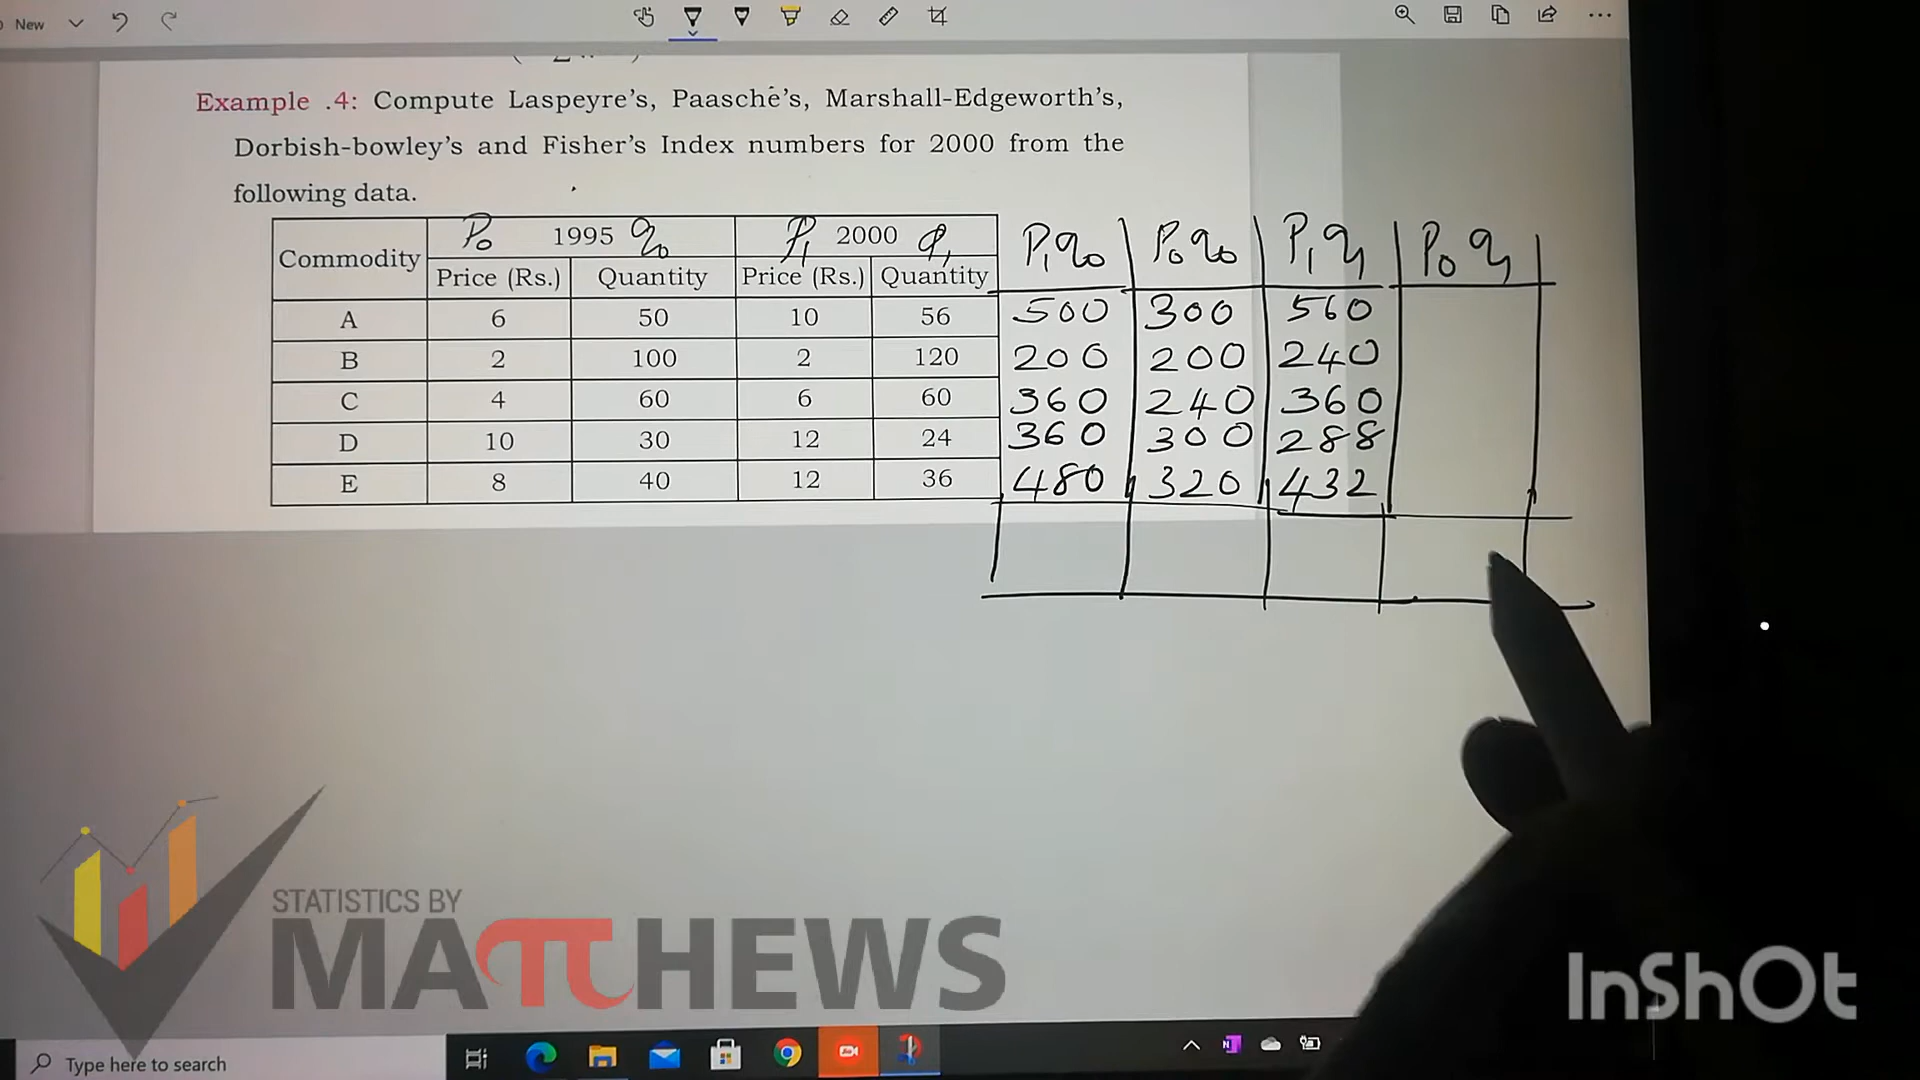 New
Example .4: Compute Laspeyre's, Paasche's, Marshall-Edgeworth's,
Dorbish-bowley's and Fisher's Index numbers for 2000 from the
following data.
Commodity P₀ 1995 q₀ P₁ 2000 q₁ P₁q₀ P₀q₀ P₁q₁ P₀q₁
Price (Rs.) Quantity Price (Rs.) Quantity
A 6 50 10 56 500 300 560
B 2 100 2 120 200 200 240
C 4 60 6 60 360 240 360
D 10 30 12 24 360 300 288
E 8 40 12 36 480 320 432
STATISTICS BY
MAπHEWS
InShOt
Type here to search